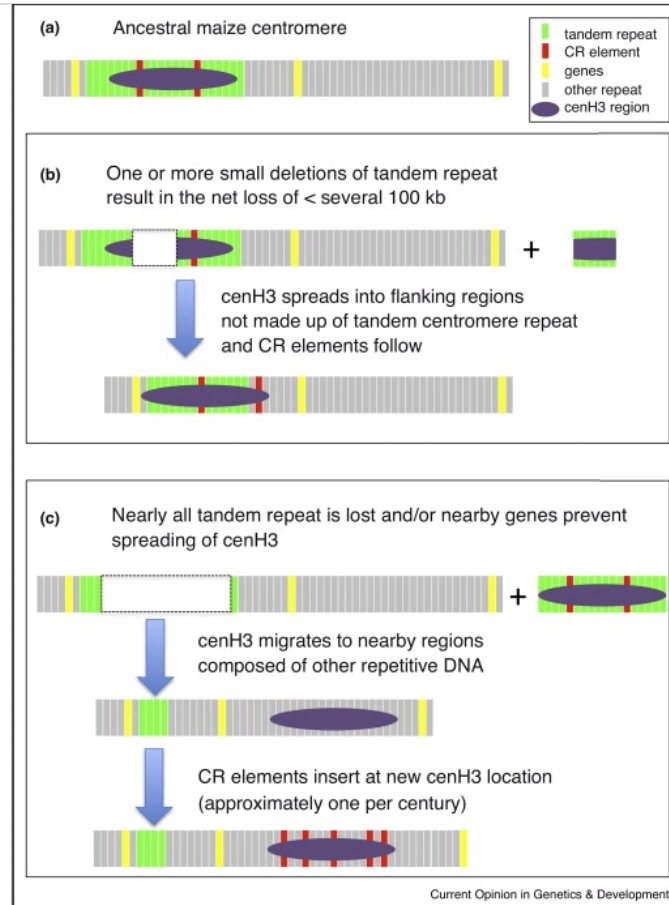 (a) Ancestral maize centromere
tandem repeat
CR element
genes
other repeat
cenH3 region
(b) One or more small deletions of tandem repeat
result in the net loss of < several 100 kb
+
cenH3 spreads into flanking regions
not made up of tandem centromere repeat
and CR elements follow
(c) Nearly all tandem repeat is lost and/or nearby genes prevent
spreading of cenH3
+
cenH3 migrates to nearby regions
composed of other repetitive DNA
CR elements insert at new cenH3 location
(approximately one per century)
Current Opinion in Genetics & Development